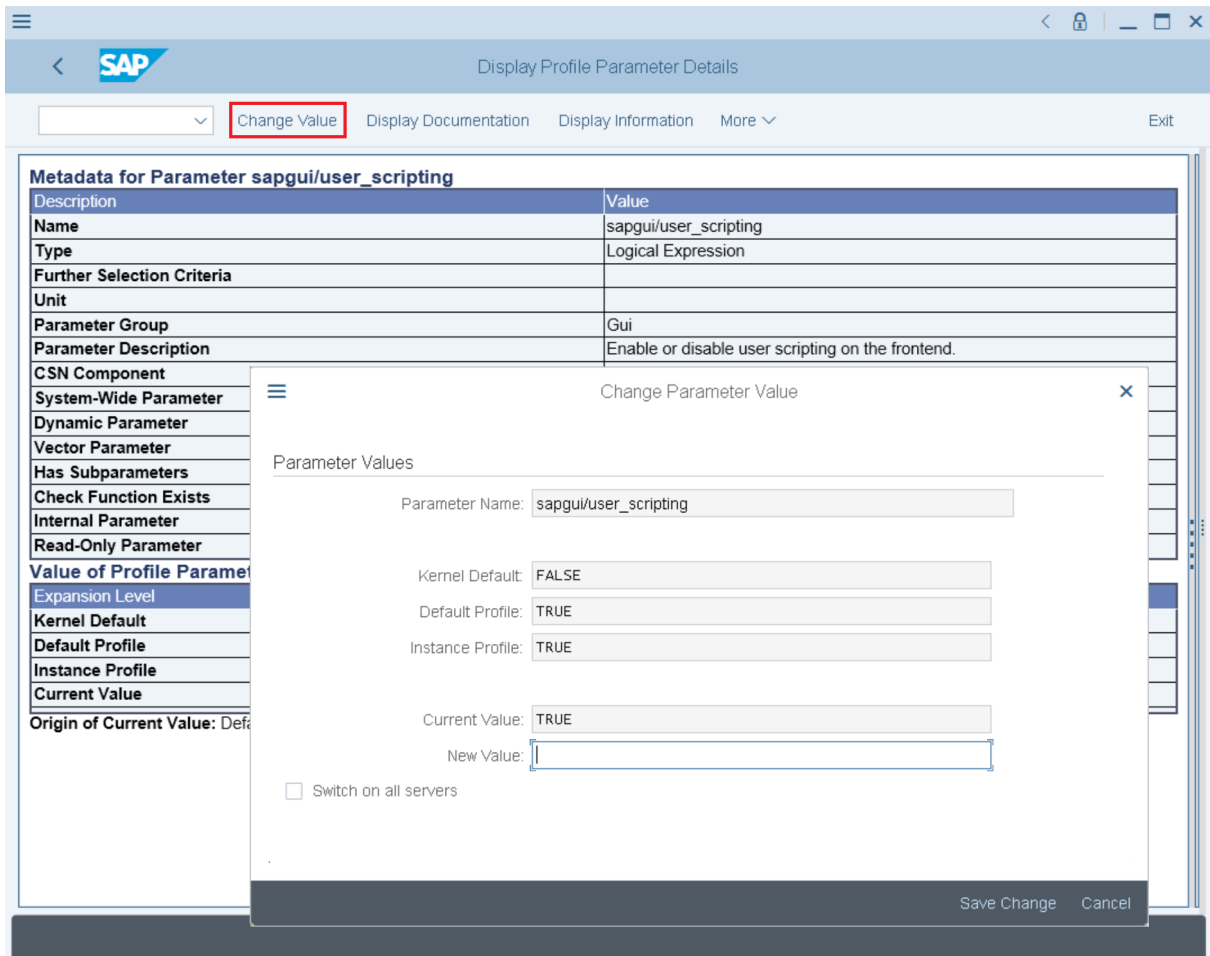 SAP
Display Profile Parameter Details
Change Value Display Documentation Display Information More Exit
Metadata for Parameter sapgui/user_scripting
Description Value
Name sapgui/user_scripting
Type Logical Expression
Further Selection Criteria
Unit
Parameter Group Gui
Parameter Description Enable or disable user scripting on the frontend.
CSN Component
System-Wide Parameter
Dynamic Parameter
Vector Parameter
Has Subparameters
Check Function Exists
Internal Parameter
Read-Only Parameter
Value of Profile Paramet
Expansion Level
Kernel Default
Default Profile
Instance Profile
Current Value
Origin of Current Value: Defa
Change Parameter Value
Parameter Values
Parameter Name: sapgui/user_scripting
Kernel Default: FALSE
Default Profile: TRUE
Instance Profile: TRUE
Current Value: TRUE
New Value:
Switch on all servers
Save Change Cancel